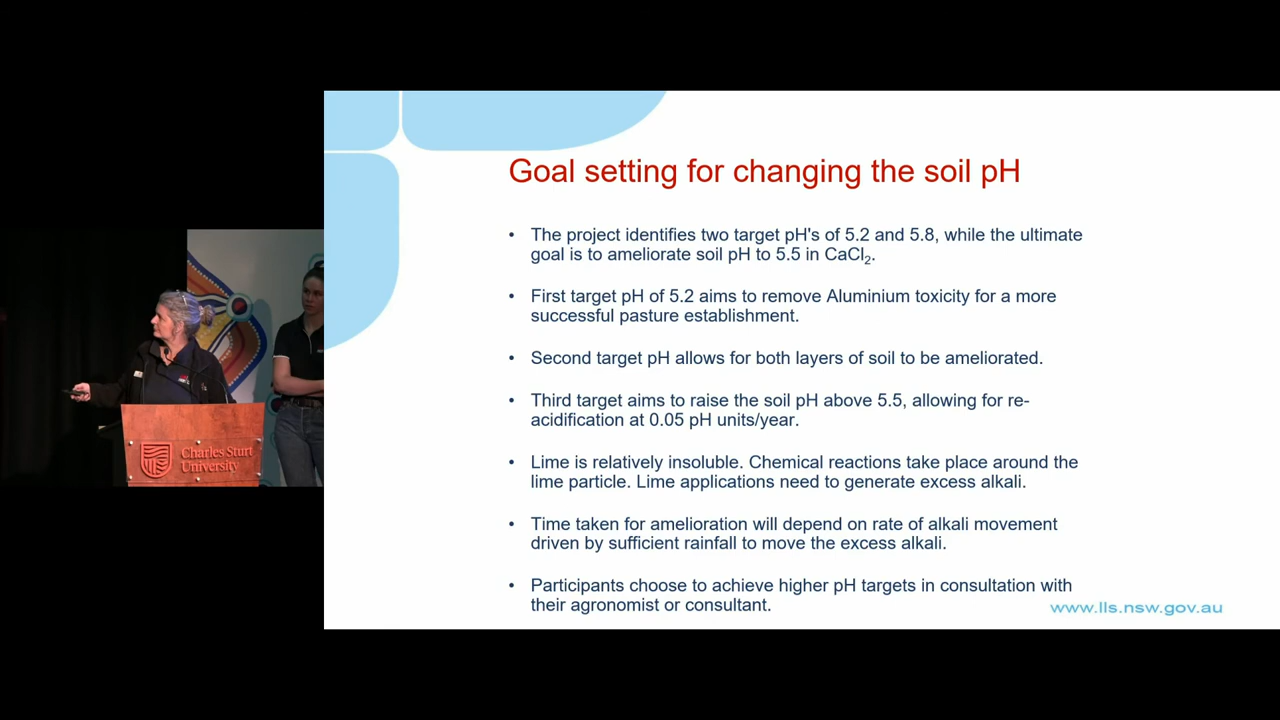 Goal setting for changing the soil pH
• The project identifies two target pH's of 5.2 and 5.8, while the ultimate
goal is to ameliorate soil pH to 5.5 in CaCl₂.
• First target pH of 5.2 aims to remove Aluminium toxicity for a more
successful pasture establishment.
• Second target pH allows for both layers of soil to be ameliorated.
• Third target aims to raise the soil pH above 5.5, allowing for re-
acidification at 0.05 pH units/year.
• Lime is relatively insoluble. Chemical reactions take place around the
lime particle. Lime applications need to generate excess alkali.
• Time taken for amelioration will depend on rate of alkali movement
driven by sufficient rainfall to move the excess alkali.
• Participants choose to achieve higher pH targets in consultation with
their agronomist or consultant.
www.lls.nsw.gov.au
Charles Sturt
University